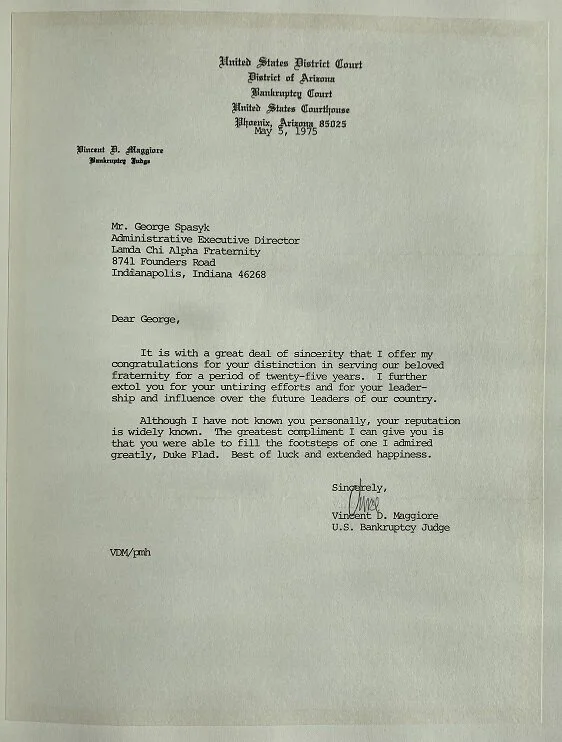 United States District Court
District of Arizona
Bankruptcy Court
United States Courthouse
Phoenix, Arizona 85025
May 5, 1975
Vincent D. Maggiore
Bankruptcy Judge
Mr. George Spasyk
Administrative Executive Director
Lamda Chi Alpha Fraternity
8741 Founders Road
Indianapolis, Indiana 46268
Dear George,
It is with a great deal of sincerity that I offer my
congratulations for your distinction in serving our beloved
fraternity for a period of twenty-five years. I further
extol you for your untiring efforts and for your leader-
ship and influence over the future leaders of our country.
Although I have not known you personally, your reputation
is widely known. The greatest compliment I can give you is
that you were able to fill the footsteps of one I admired
greatly, Duke Flad. Best of luck and extended happiness.
Sincerely,
Vince
Vincent D. Maggiore
U.S. Bankruptcy Judge
VDM/pmh